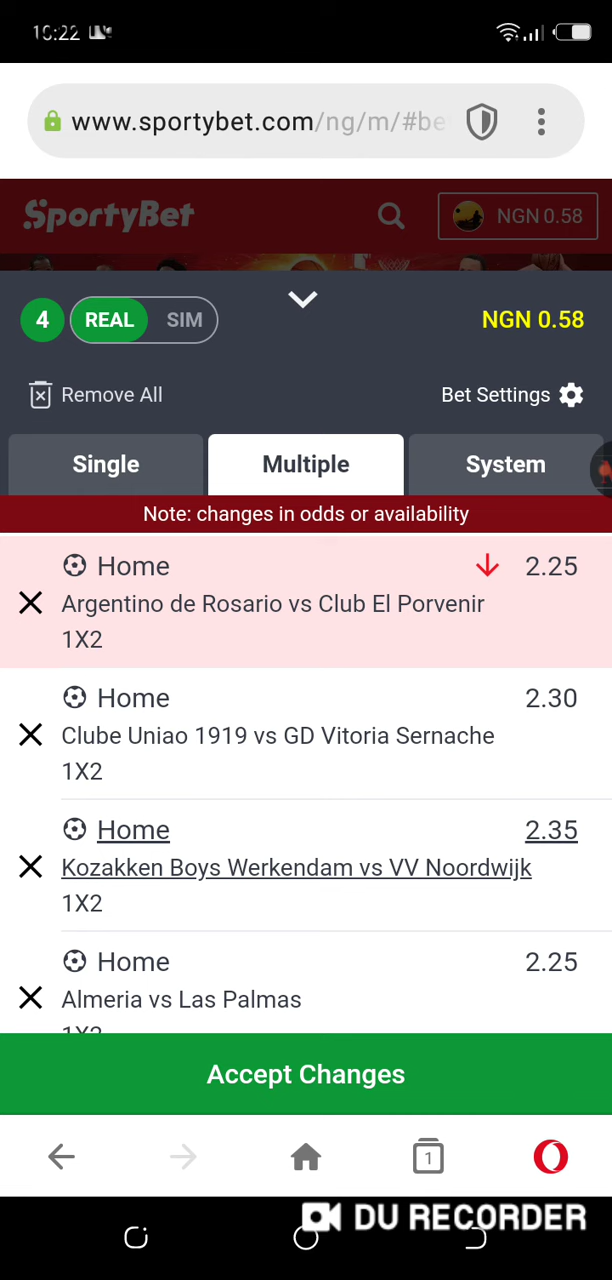 10:22
www.sportybet.com/ng/m/#be
SportyBet
NGN 0.58
4 REAL SIM
NGN 0.58
Remove All
Bet Settings
Single Multiple System
Note: changes in odds or availability
Home 2.25
Argentino de Rosario vs Club El Porvenir
1X2
Home 2.30
Clube Uniao 1919 vs GD Vitoria Sernache
1X2
Home 2.35
Kozakken Boys Werkendam vs VV Noordwijk
1X2
Home 2.25
Almeria vs Las Palmas
1X2
Accept Changes
1
DU RECORDER